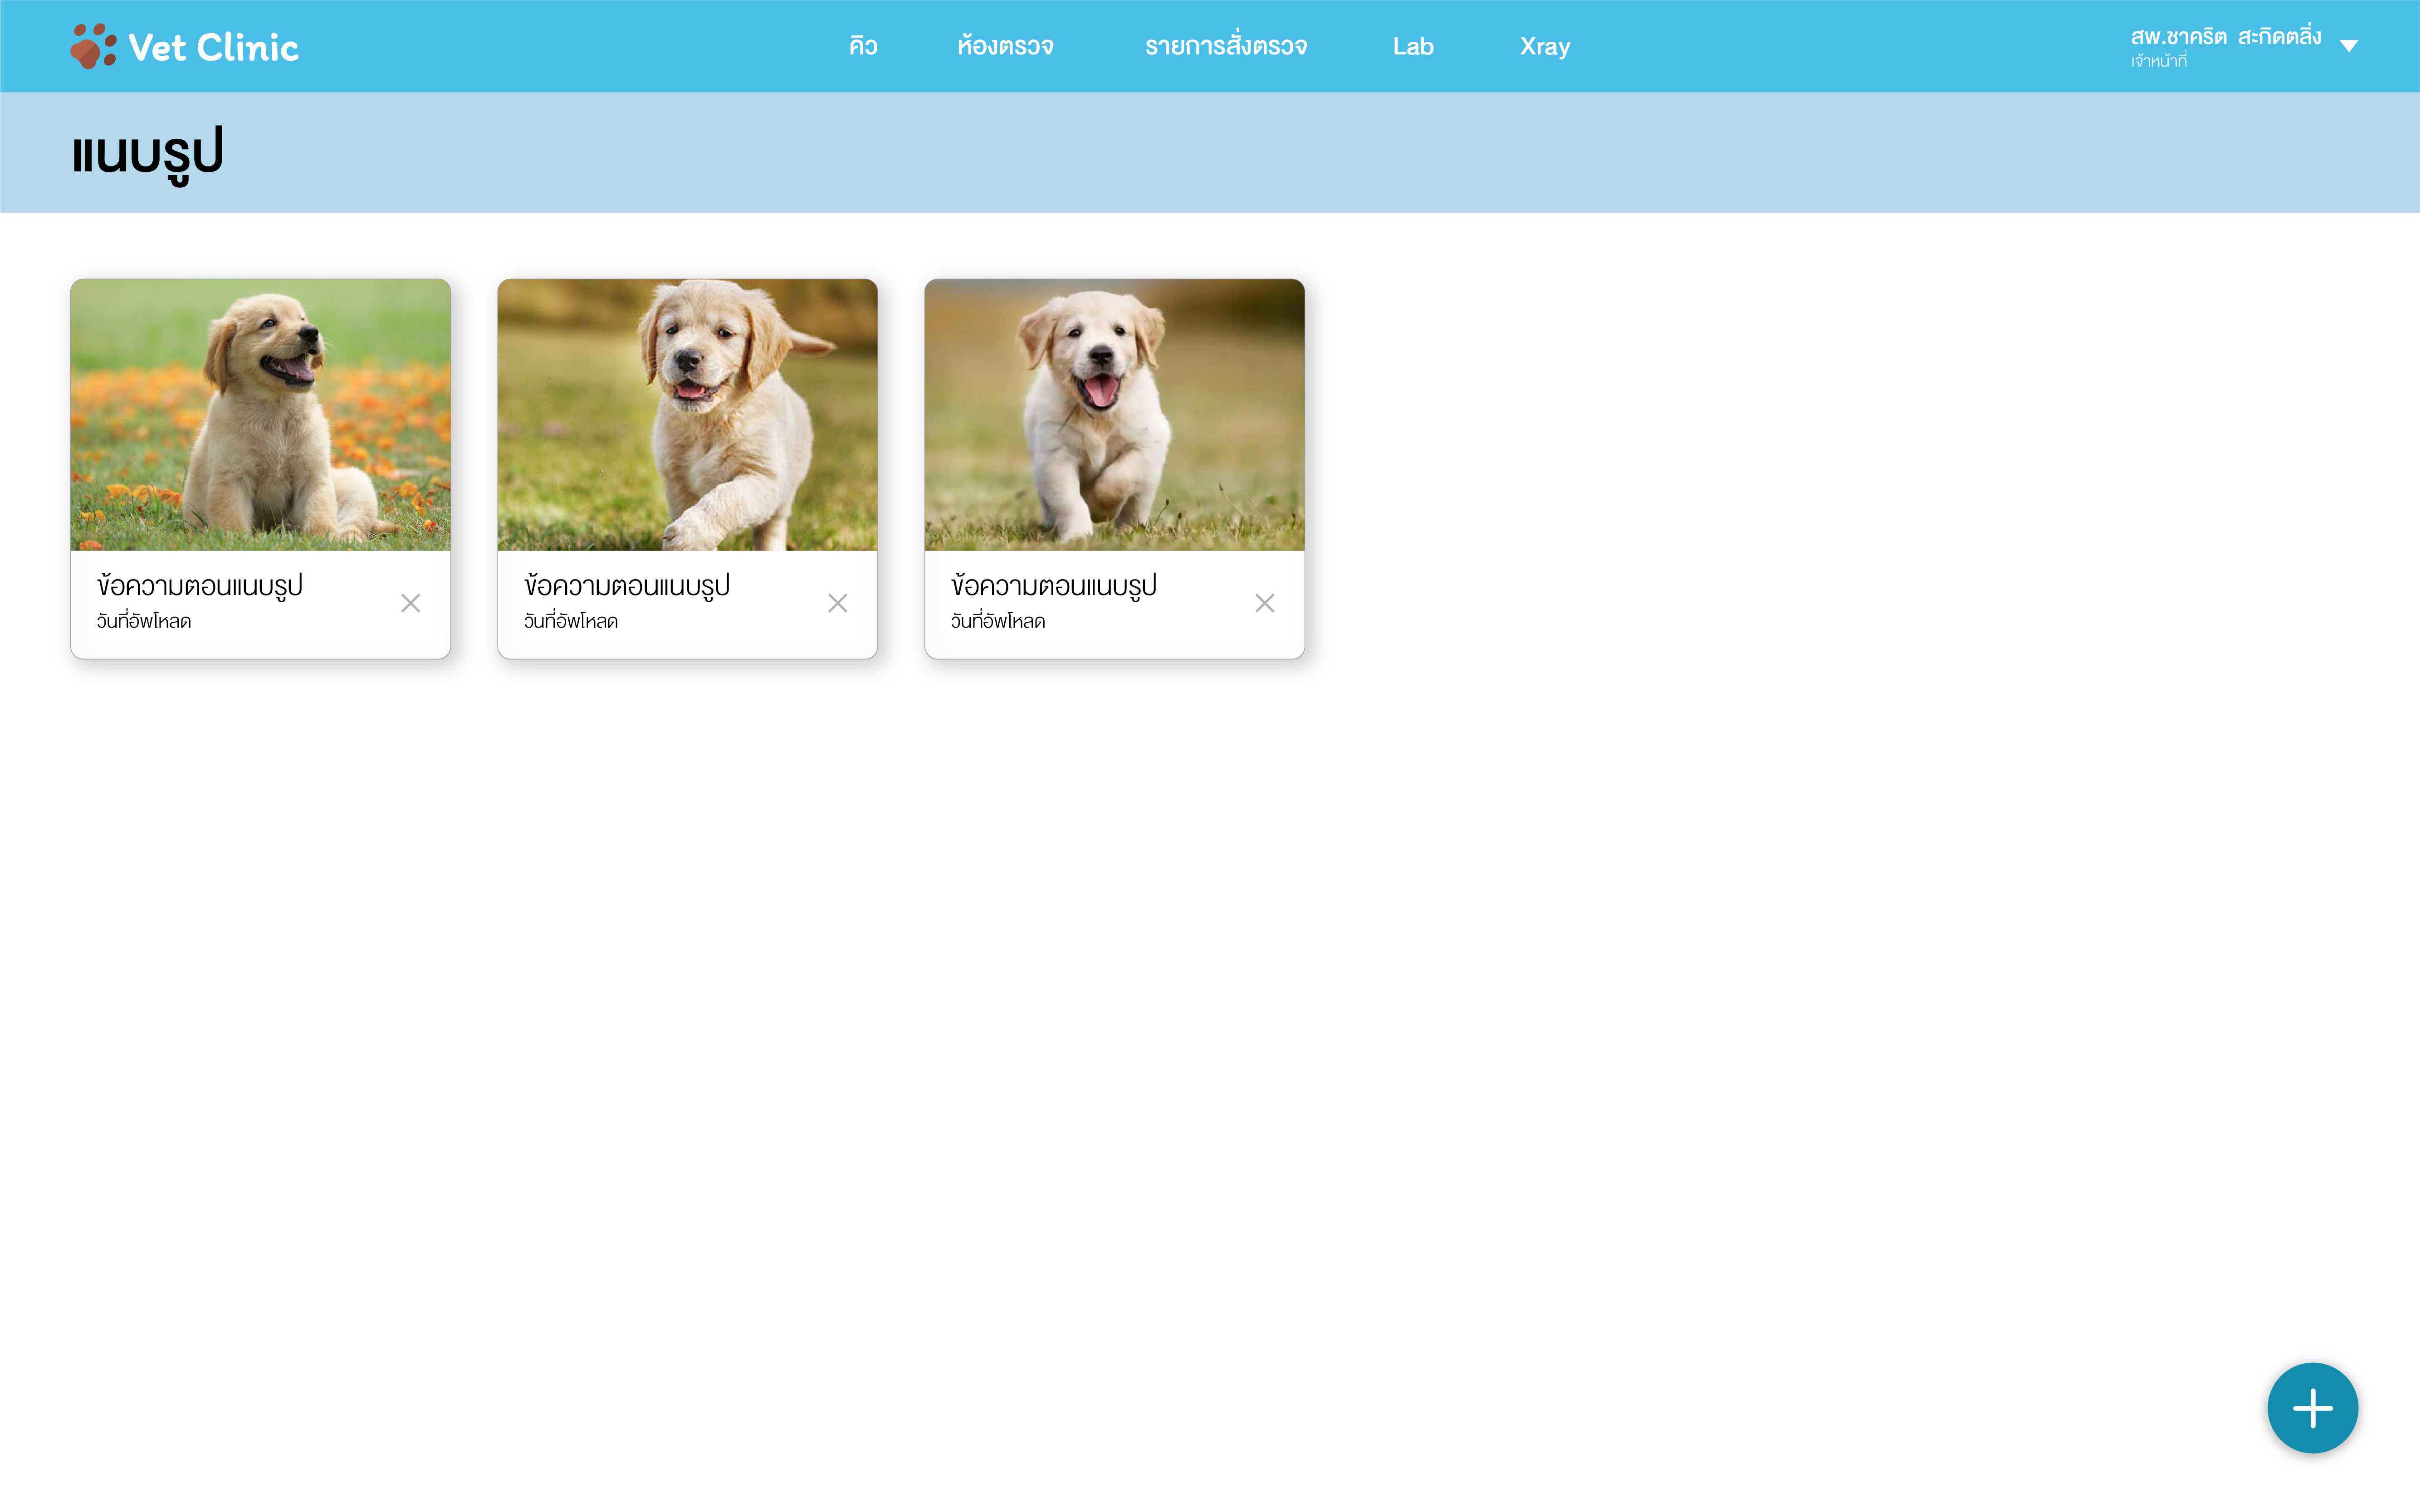 Vet Clinic
คิว
ห้องตรวจ
รายการสั่งตรวจ
Lab
Xray
สพ.ชาคริต สะกิดตลิ่ง
เจ้าหน้าที่
แนบรูป
ข้อความตอนแนบรูป
วันที่อัพโหลด
ข้อความตอนแนบรูป
วันที่อัพโหลด
ข้อความตอนแนบรูป
วันที่อัพโหลด